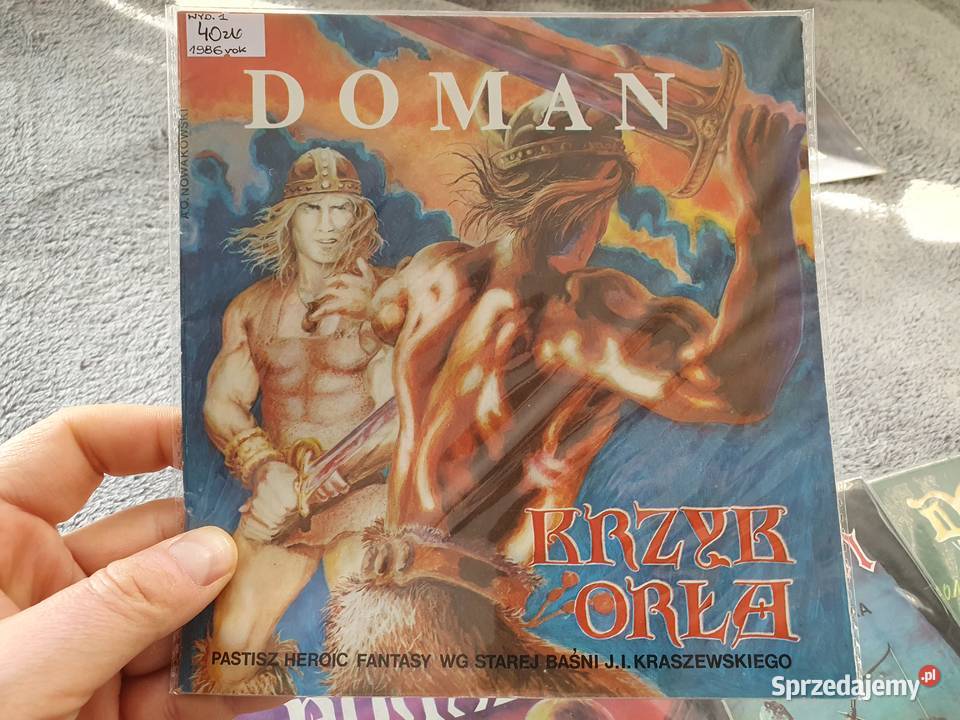 WYD. 1
40zł
1986 rok
DOMAN
A.O. NOWAKOWSKI
KRZYK
ORŁA
PASTISZ HEROIC FANTASY WG STAREJ BAŚNI J.I.KRASZEWSKIEGO
Sprzedajemy.pl